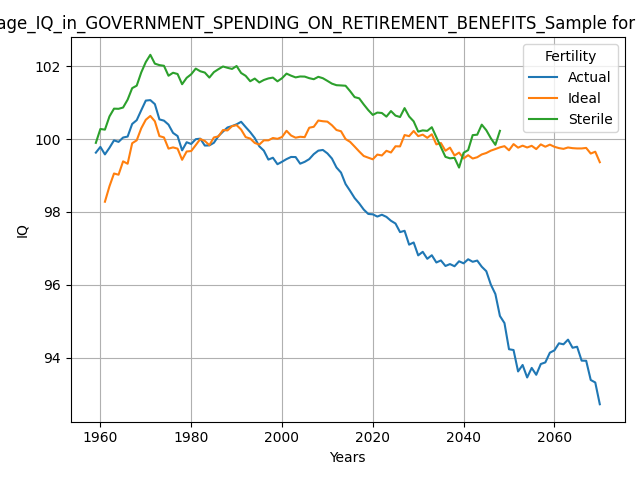 age_IQ_in_GOVERNMENT_SPENDING_ON_RETIREMENT_BENEFITS_Sample for
Fertility
Actual
Ideal
Sterile
102
100
98
96
94
IQ
1960 1980 2000 2020 2040 2060
Years